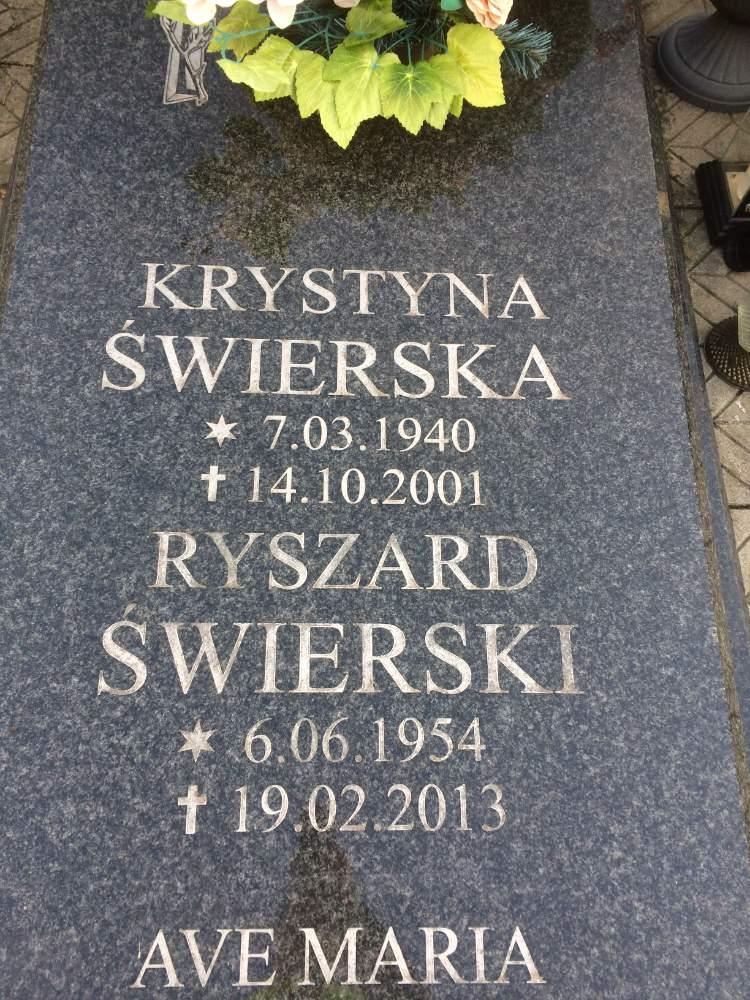 KRYSTYNA
ŚWIERSKA
✶ 7.03.1940
✝ 14.10.2001
RYSZARD
ŚWIERSKI
✶ 6.06.1954
✝ 19.02.2013
AVE MARIA